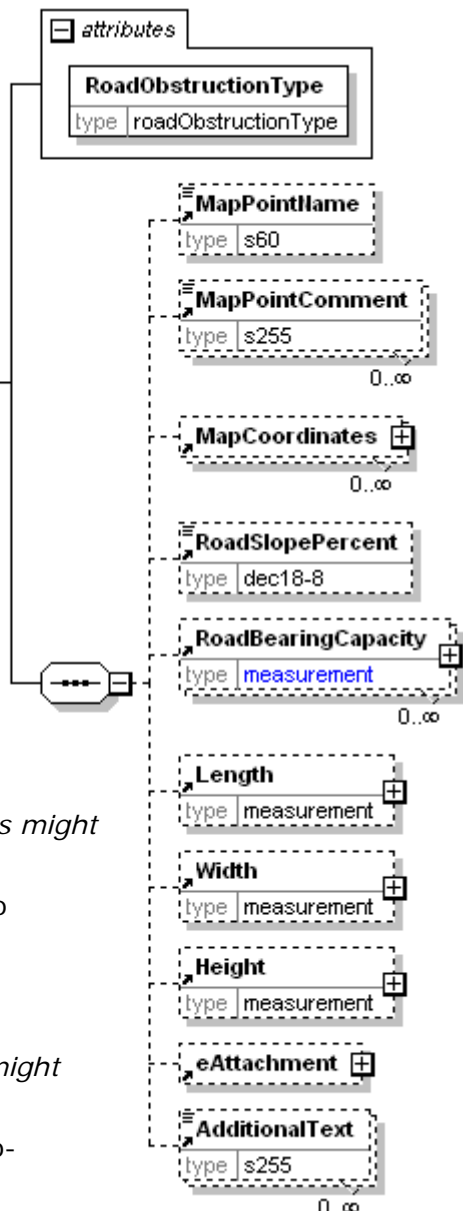 attributes
RoadObstructionType
type roadObstructionType
MapPointName
type s60
MapPointComment
type s255
0..∞
MapCoordinates
0..∞
RoadSlopePercent
type dec18-8
RoadBearingCapacity
type measurement
0..∞
Length
type measurement
s might
Width
type measurement
Height
type measurement
might
eAttachment
AdditionalText
type s255
0..∞